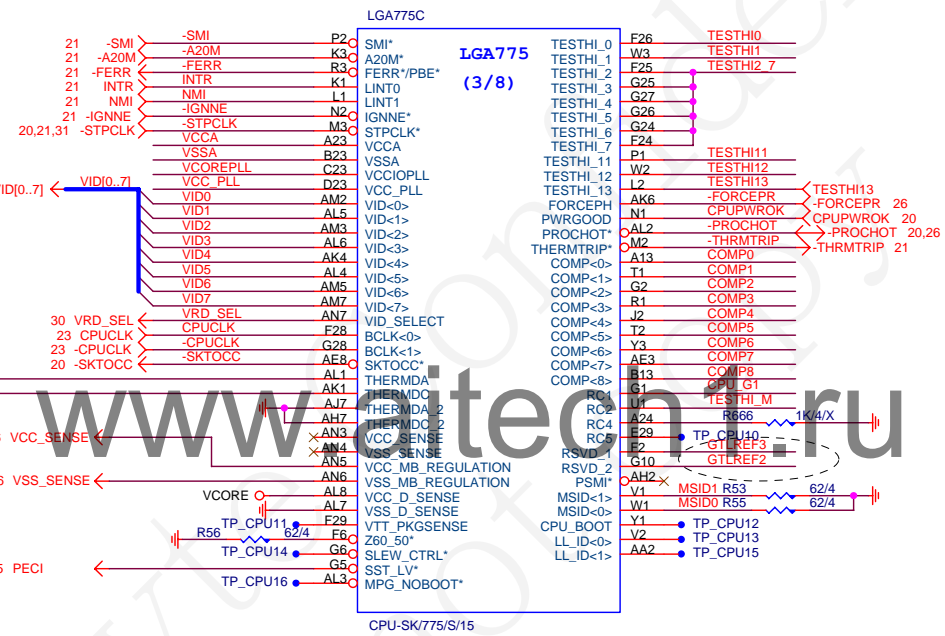 LGA775C
LGA775
(3/8)
21 -SMI -SMI P2 SMI* TESTHI_0 F26 TESTHI0
21 -A20M -A20M K3 A20M* TESTHI_1 W3 TESTHI1
21 -FERR -FERR R3 FERR*/PBE* TESTHI_2 F25 TESTHI2_7
21 INTR INTR K1 LINT0 TESTHI_3 G25
21 NMI NMI L1 LINT1 TESTHI_4 G27
21 -IGNNE -IGNNE N2 IGNNE* TESTHI_5 G26
20,21,31 -STPCLK -STPCLK M3 STPCLK* TESTHI_6 G24
VCCA A23 VCCA TESTHI_7 F24
VSSA B23 VSSA TESTHI_11 P1 TESTHI11
VCOREPLL C23 VCCIOPLL TESTHI_12 W2 TESTHI12
VID[0..7] VID[0..7] VCC_PLL D23 VCC_PLL TESTHI_13 L2 TESTHI13 TESTHI13
VID0 AM2 VID<0> FORCEPH AK6 -FORCEPR -FORCEPR 26
VID1 AL5 VID<1> PWRGOOD N1 CPUPWROK CPUPWROK 20
VID2 AM3 VID<2> PROCHOT* AL2 -PROCHOT -PROCHOT 20,26
VID3 AL6 VID<3> THERMTRIP* M2 -THRMTRIP -THRMTRIP 21
VID4 AK4 VID<4> COMP<0> A13 COMP0
VID5 AL4 VID<5> COMP<1> T1 COMP1
VID6 AM5 VID<6> COMP<2> G2 COMP2
VID7 AM7 VID<7> COMP<3> R1 COMP3
30 VRD_SEL VRD_SEL AN7 VID_SELECT COMP<4> J2 COMP4
23 CPUCLK CPUCLK F28 BCLK<0> COMP<5> T2 COMP5
23 -CPUCLK -CPUCLK G28 BCLK<1> COMP<6> Y3 COMP6
20 -SKTOCC -SKTOCC AE8 SKTOCC* COMP<7> AE3 COMP7
AL1 THERMDA COMP<8> B13 COMP8
AK1 THERMDC RC1 G1 CPU_G1
AJ7 THERMDA_2 RC2 U1 TESTHI_M
AH7 THERMDC_2 RC4 A24 R666 1K/4/X
VCC_SENSE AN3 VCC_SENSE RC5 E29 TP_CPU10
AN4 VSS_SENSE RSVD_1 F2 GTLREF3
AN5 VCC_MB_REGULATION RSVD_2 G10 GTLREF2
VSS_SENSE AN6 VSS_MB_REGULATION PSMI* AH2
VCORE AL8 VCC_D_SENSE MSID<1> V1 MSID1 R53 62/4
AL7 VSS_D_SENSE MSID<0> W1 MSID0 R55 62/4
TP_CPU11 F29 VTT_PKGSENSE CPU_BOOT Y1 TP_CPU12
R56 62/4 F6 Z60_50* LL_ID<0> V2 TP_CPU13
TP_CPU14 G6 SLEW_CTRL* LL_ID<1> AA2 TP_CPU15
PECI G5 SST_LV*
TP_CPU16 AL3 MPG_NOBOOT*
CPU-SK/775/S/15
www.aitech1.ru